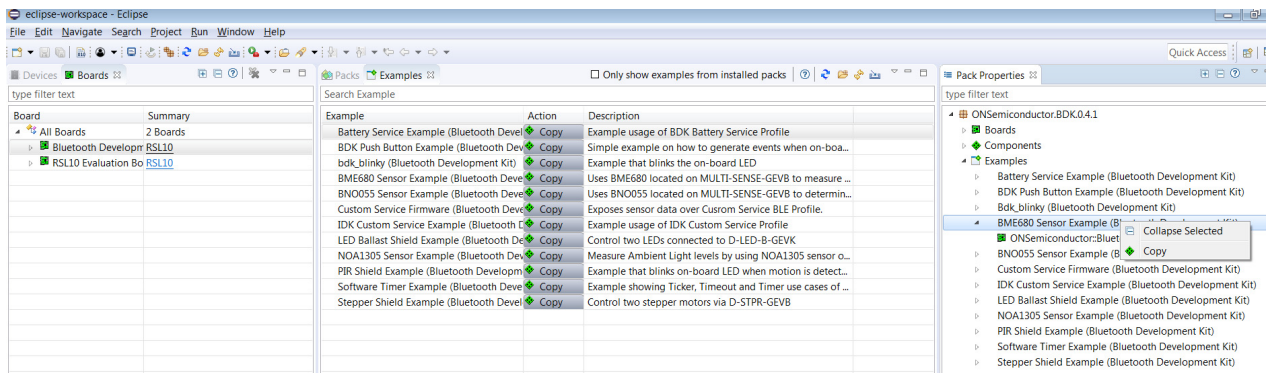 eclipse-workspace - Eclipse
File Edit Navigate Search Project Run Window Help
Quick Access
Devices Boards
type filter text
Board Summary
All Boards 2 Boards
Bluetooth Developm RSL10
RSL10 Evaluation Bo RSL10
Packs Examples Only show examples from installed packs
Search Example
Example Action Description
Battery Service Example (Bluetooth Devel Copy Example usage of BDK Battery Service Profile
BDK Push Button Example (Bluetooth Dev Copy Simple example on how to generate events when on-boa...
bdk_blinky (Bluetooth Development Kit) Copy Example that blinks the on-board LED
BME680 Sensor Example (Bluetooth Deve Copy Uses BME680 located on MULTI-SENSE-GEVB to measure ...
BNO055 Sensor Example (Bluetooth Deve Copy Uses BNO055 located on MULTI-SENSE-GEVB to determin...
Custom Service Firmware (Bluetooth Deve Copy Exposes sensor data over Cusrom Service BLE Profile.
IDK Custom Service Example (Bluetooth D Copy Example usage of IDK Custom Service Profile
LED Ballast Shield Example (Bluetooth De Copy Control two LEDs connected to D-LED-B-GEVK
NOA1305 Sensor Example (Bluetooth Dev Copy Measure Ambient Light levels by using NOA1305 sensor o...
PIR Shield Example (Bluetooth Developm Copy Example that blinks on-board LED when motion is detect...
Software Timer Example (Bluetooth Deve Copy Example showing Ticker, Timeout and Timer use cases of ...
Stepper Shield Example (Bluetooth Devel Copy Control two stepper motors via D-STPR-GEVB
Pack Properties
type filter text
ONSemiconductor.BDK.0.4.1
Boards
Components
Examples
Battery Service Example (Bluetooth Development Kit)
BDK Push Button Example (Bluetooth Development Kit)
Bdk_blinky (Bluetooth Development Kit)
BME680 Sensor Example (
ONSemiconductor::Bluet
BNO055 Sensor Example (B
Collapse Selected
Copy
Custom Service Firmware (Bluetooth Development Kit)
IDK Custom Service Example (Bluetooth Development Kit)
LED Ballast Shield Example (Bluetooth Development Kit)
NOA1305 Sensor Example (Bluetooth Development Kit)
PIR Shield Example (Bluetooth Development Kit)
Software Timer Example (Bluetooth Development Kit)
Stepper Shield Example (Bluetooth Development Kit)